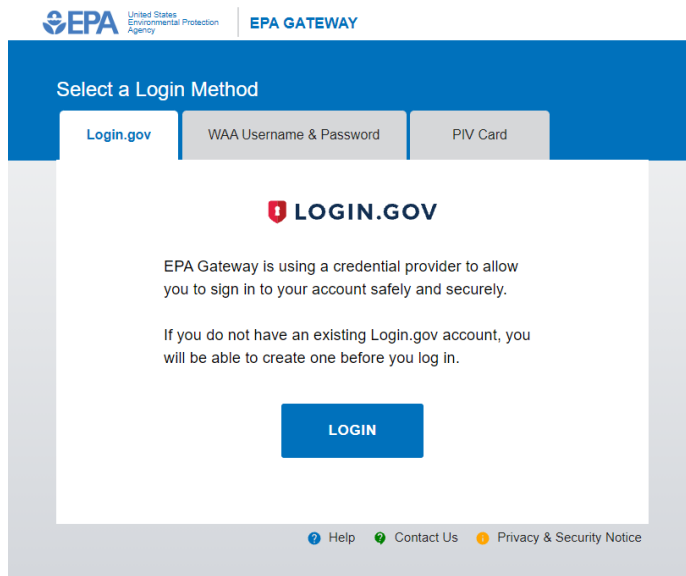 EPA
United States
Environmental Protection
Agency
EPA GATEWAY
Select a Login Method
Login.gov
WAA Username & Password
PIV Card
LOGIN.GOV
EPA Gateway is using a credential provider to allow
you to sign in to your account safely and securely.
If you do not have an existing Login.gov account, you
will be able to create one before you log in.
LOGIN
? Help
? Contact Us
! Privacy & Security Notice